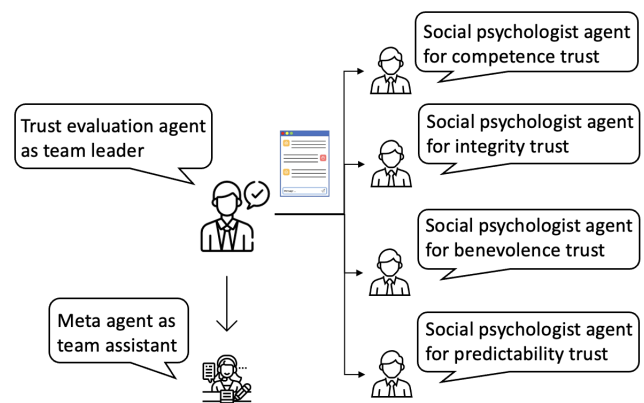 Trust evaluation agent
as team leader
Meta agent as
team assistant
Social psychologist agent
for competence trust
Social psychologist agent
for integrity trust
Social psychologist agent
for benevolence trust
Social psychologist agent
for predictability trust